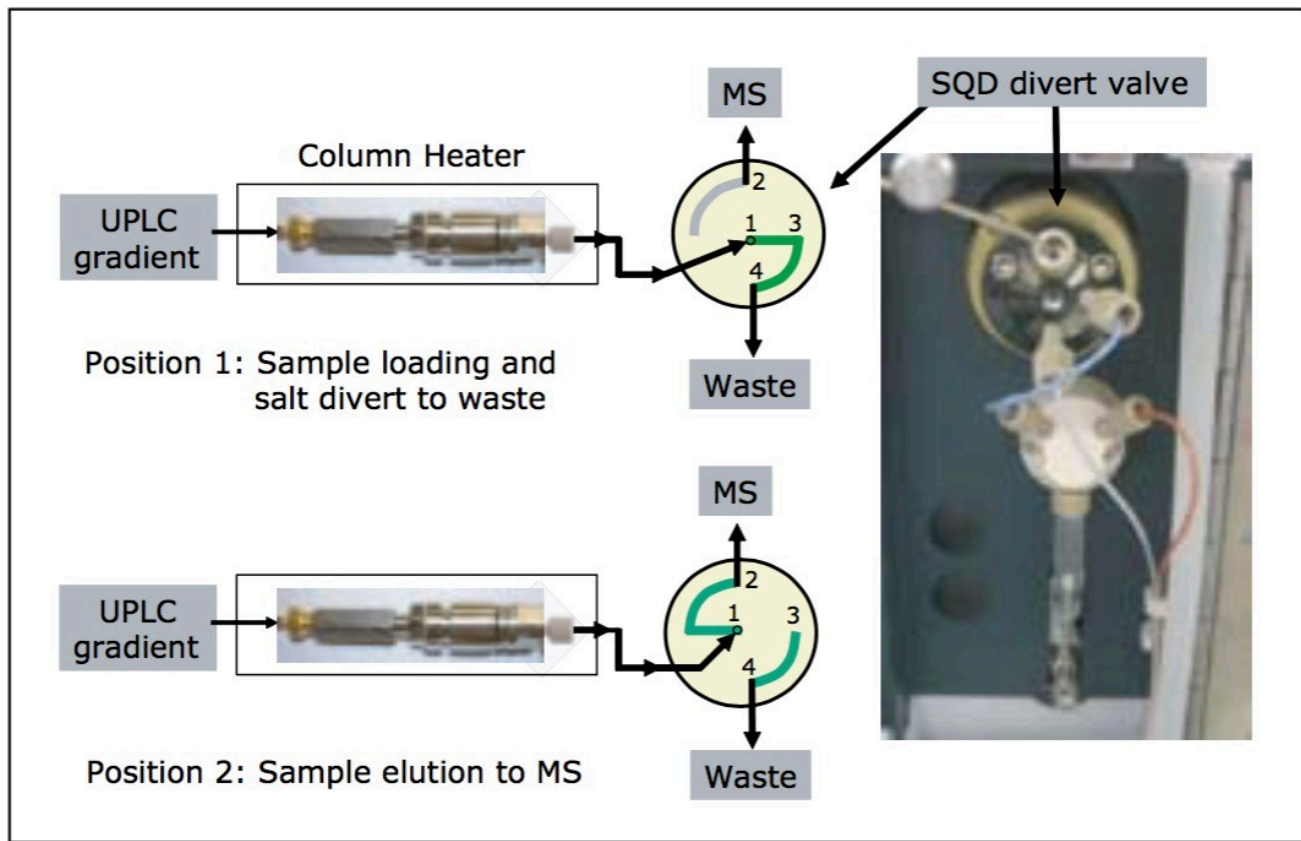 MS
SQD divert valve
Column Heater
UPLC
gradient
2
1 3
4
Position 1: Sample loading and
salt divert to waste
Waste
MS
UPLC
gradient
2
1 3
4
Position 2: Sample elution to MS
Waste